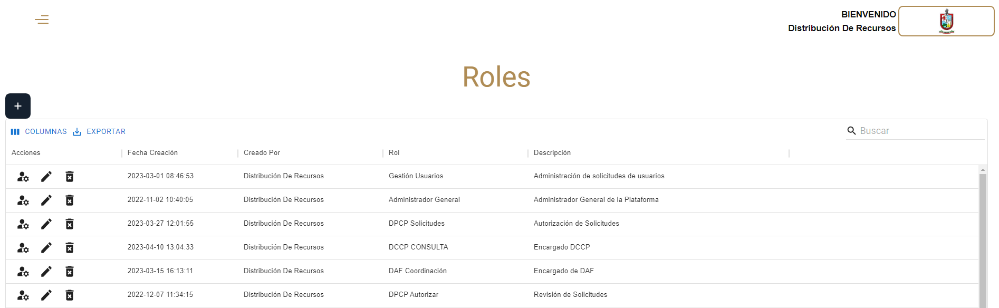 BIENVENIDO
Distribución De Recursos
Roles
+
COLUMNAS EXPORTAR Buscar
Acciones Fecha Creación Creado Por Rol Descripción
2023-03-01 08:46:53 Distribución De Recursos Gestión Usuarios Administración de solicitudes de usuarios
2022-11-02 10:40:05 Distribución De Recursos Administrador General Administrador General de la Plataforma
2023-03-27 12:01:55 Distribución De Recursos DPCP Solicitudes Autorización de Solicitudes
2023-04-10 13:04:33 Distribución De Recursos DCCP CONSULTA Encargado DCCP
2023-03-15 16:13:11 Distribución De Recursos DAF Coordinación Encargado de DAF
2022-12-07 11:34:15 Distribución De Recursos DPCP Autorizar Revisión de Solicitudes